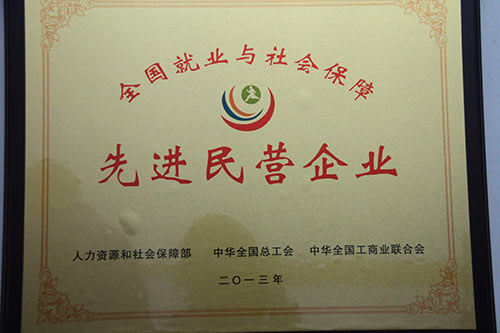 全国就业与社会保障
先进民营企业
人力资源和社会保障部 中华全国总工会 中华全国工商业联合会
二〇一三年